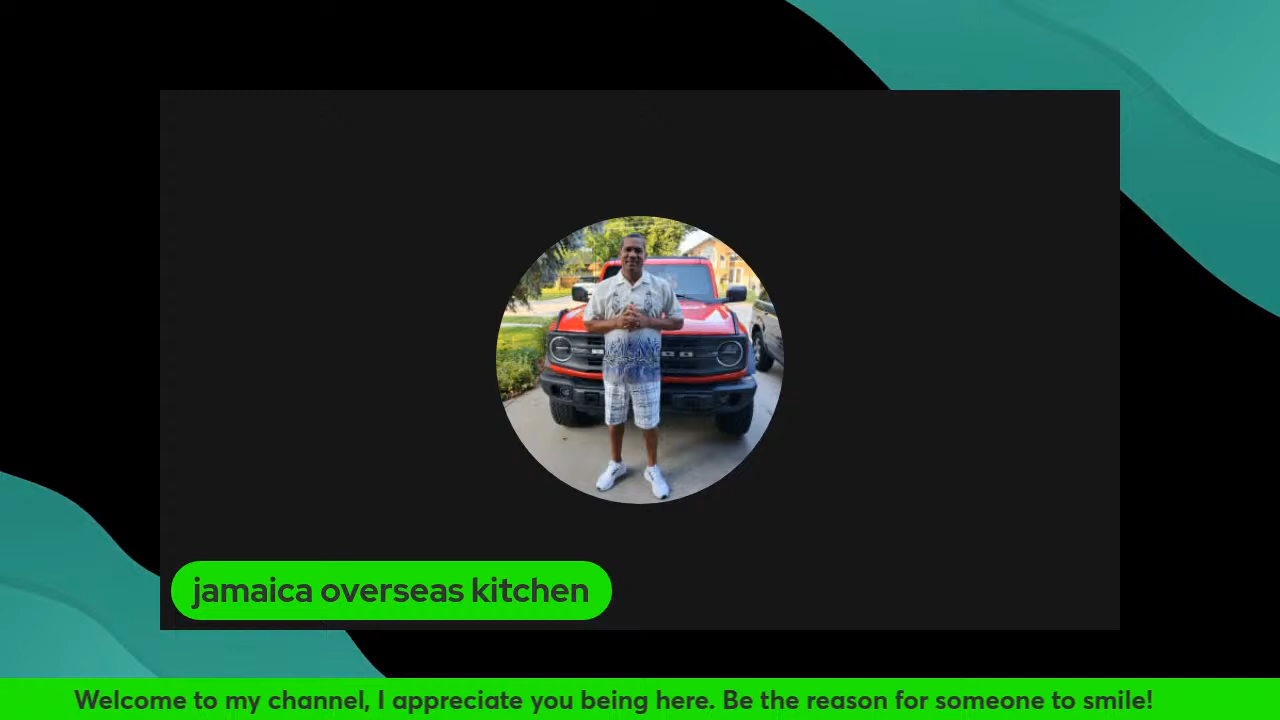 jamaica overseas kitchen
Welcome to my channel, I appreciate you being here. Be the reason for someone to smile!